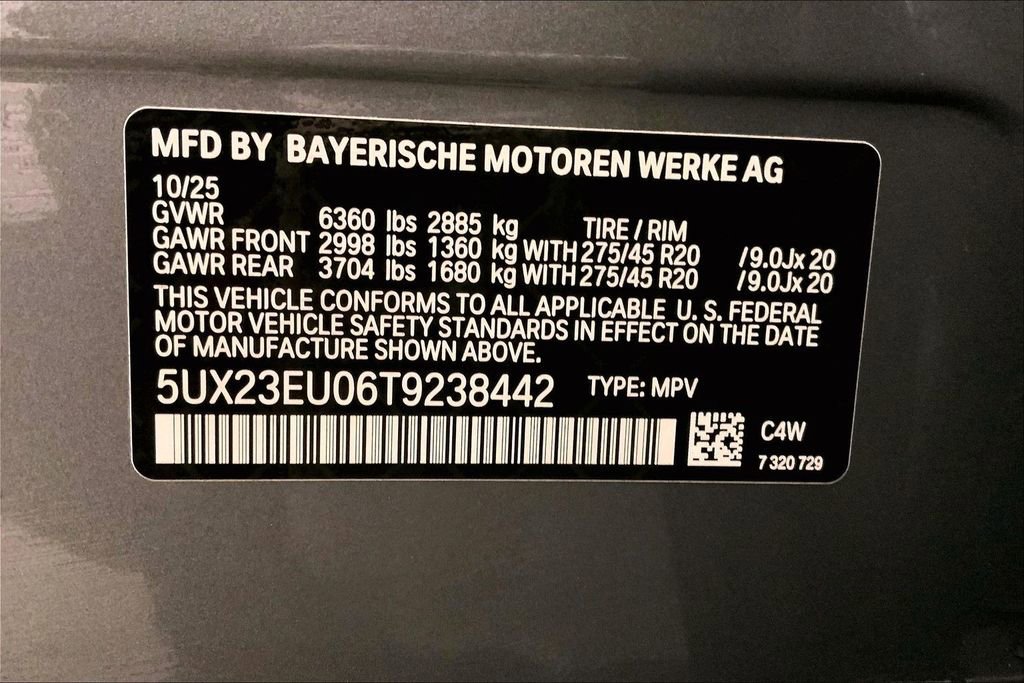 MFD BY BAYERISCHE MOTOREN WERKE AG
10/25
GVWR 6360 lbs 2885 kg TIRE / RIM
GAWR FRONT 2998 lbs 1360 kg WITH 275/45 R20 /9.0Jx 20
GAWR REAR 3704 lbs 1680 kg WITH 275/45 R20 /9.0Jx 20
THIS VEHICLE CONFORMS TO ALL APPLICABLE U. S. FEDERAL
MOTOR VEHICLE SAFETY STANDARDS IN EFFECT ON THE DATE
OF MANUFACTURE SHOWN ABOVE.
5UX23EU06T9238442 TYPE: MPV
C4W
7 320 729